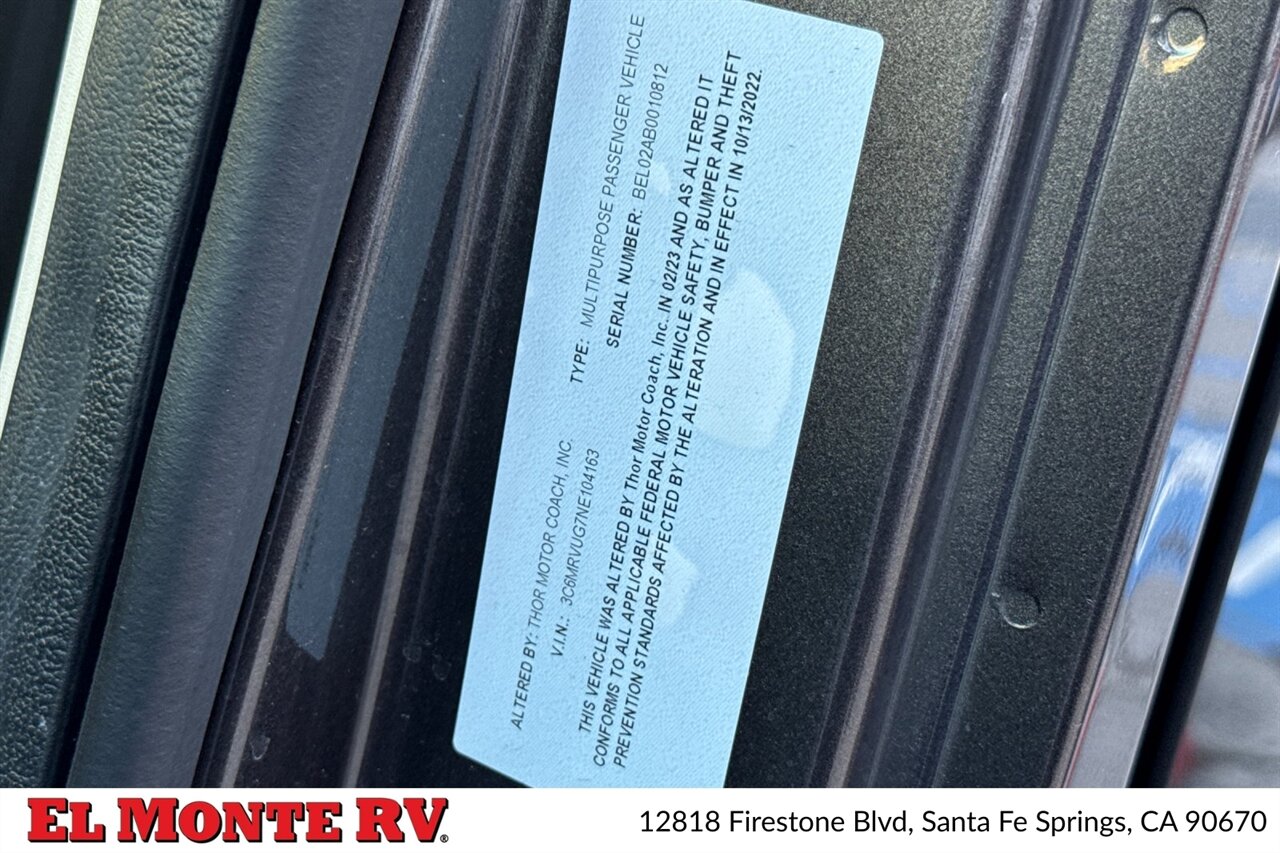 ALTERED BY: THOR MOTOR COACH, INC. TYPE: MULTIPURPOSE PASSENGER VEHICLE
V.I.N.: 3C6MRVUG7NE104163 SERIAL NUMBER: BEL02AB0010812
THIS VEHICLE WAS ALTERED BY Thor Motor Coach, Inc. IN 02/23 AND AS ALTERED IT
CONFORMS TO ALL APPLICABLE FEDERAL MOTOR VEHICLE SAFETY, BUMPER AND THEFT
PREVENTION STANDARDS AFFECTED BY THE ALTERATION AND IN EFFECT IN 10/13/2022.
EL MONTE RV®
12818 Firestone Blvd, Santa Fe Springs, CA 90670